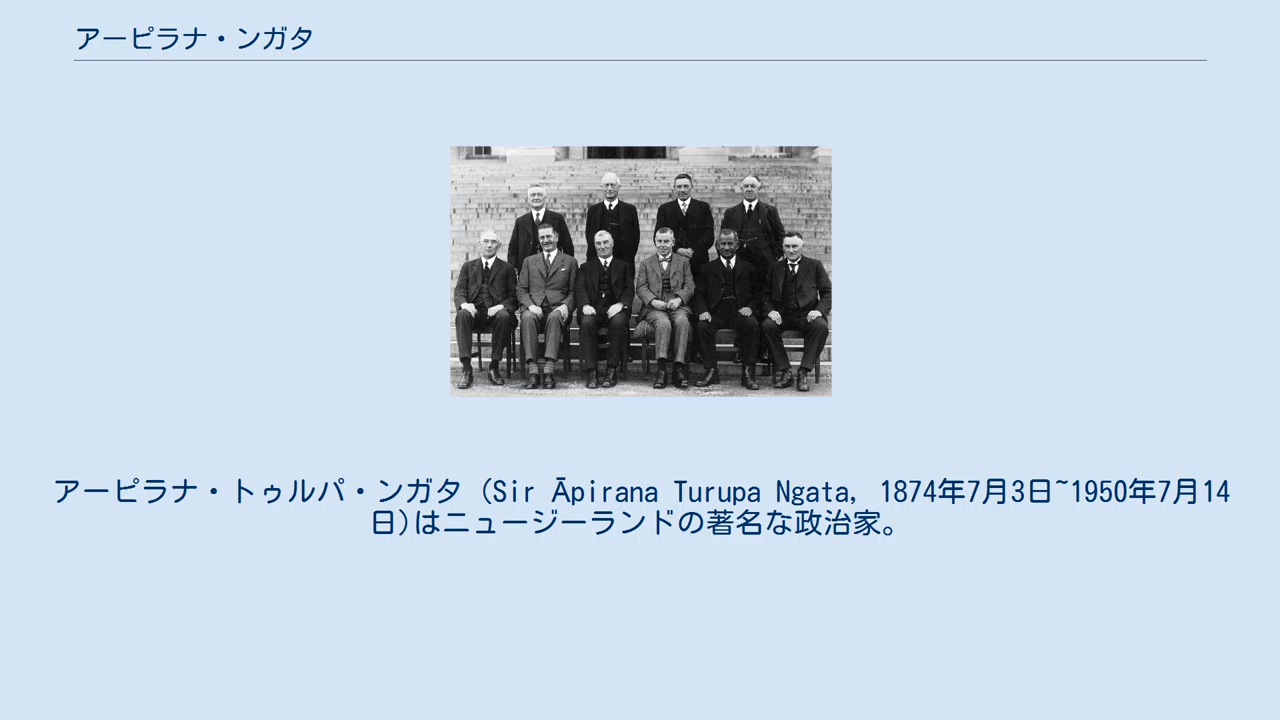 アーピラナ・ンガタ
アーピラナ・トゥルパ・ンガタ (Sir Āpirana Turupa Ngata, 1874年7月3日~1950年7月14
日)はニュージーランドの著名な政治家。